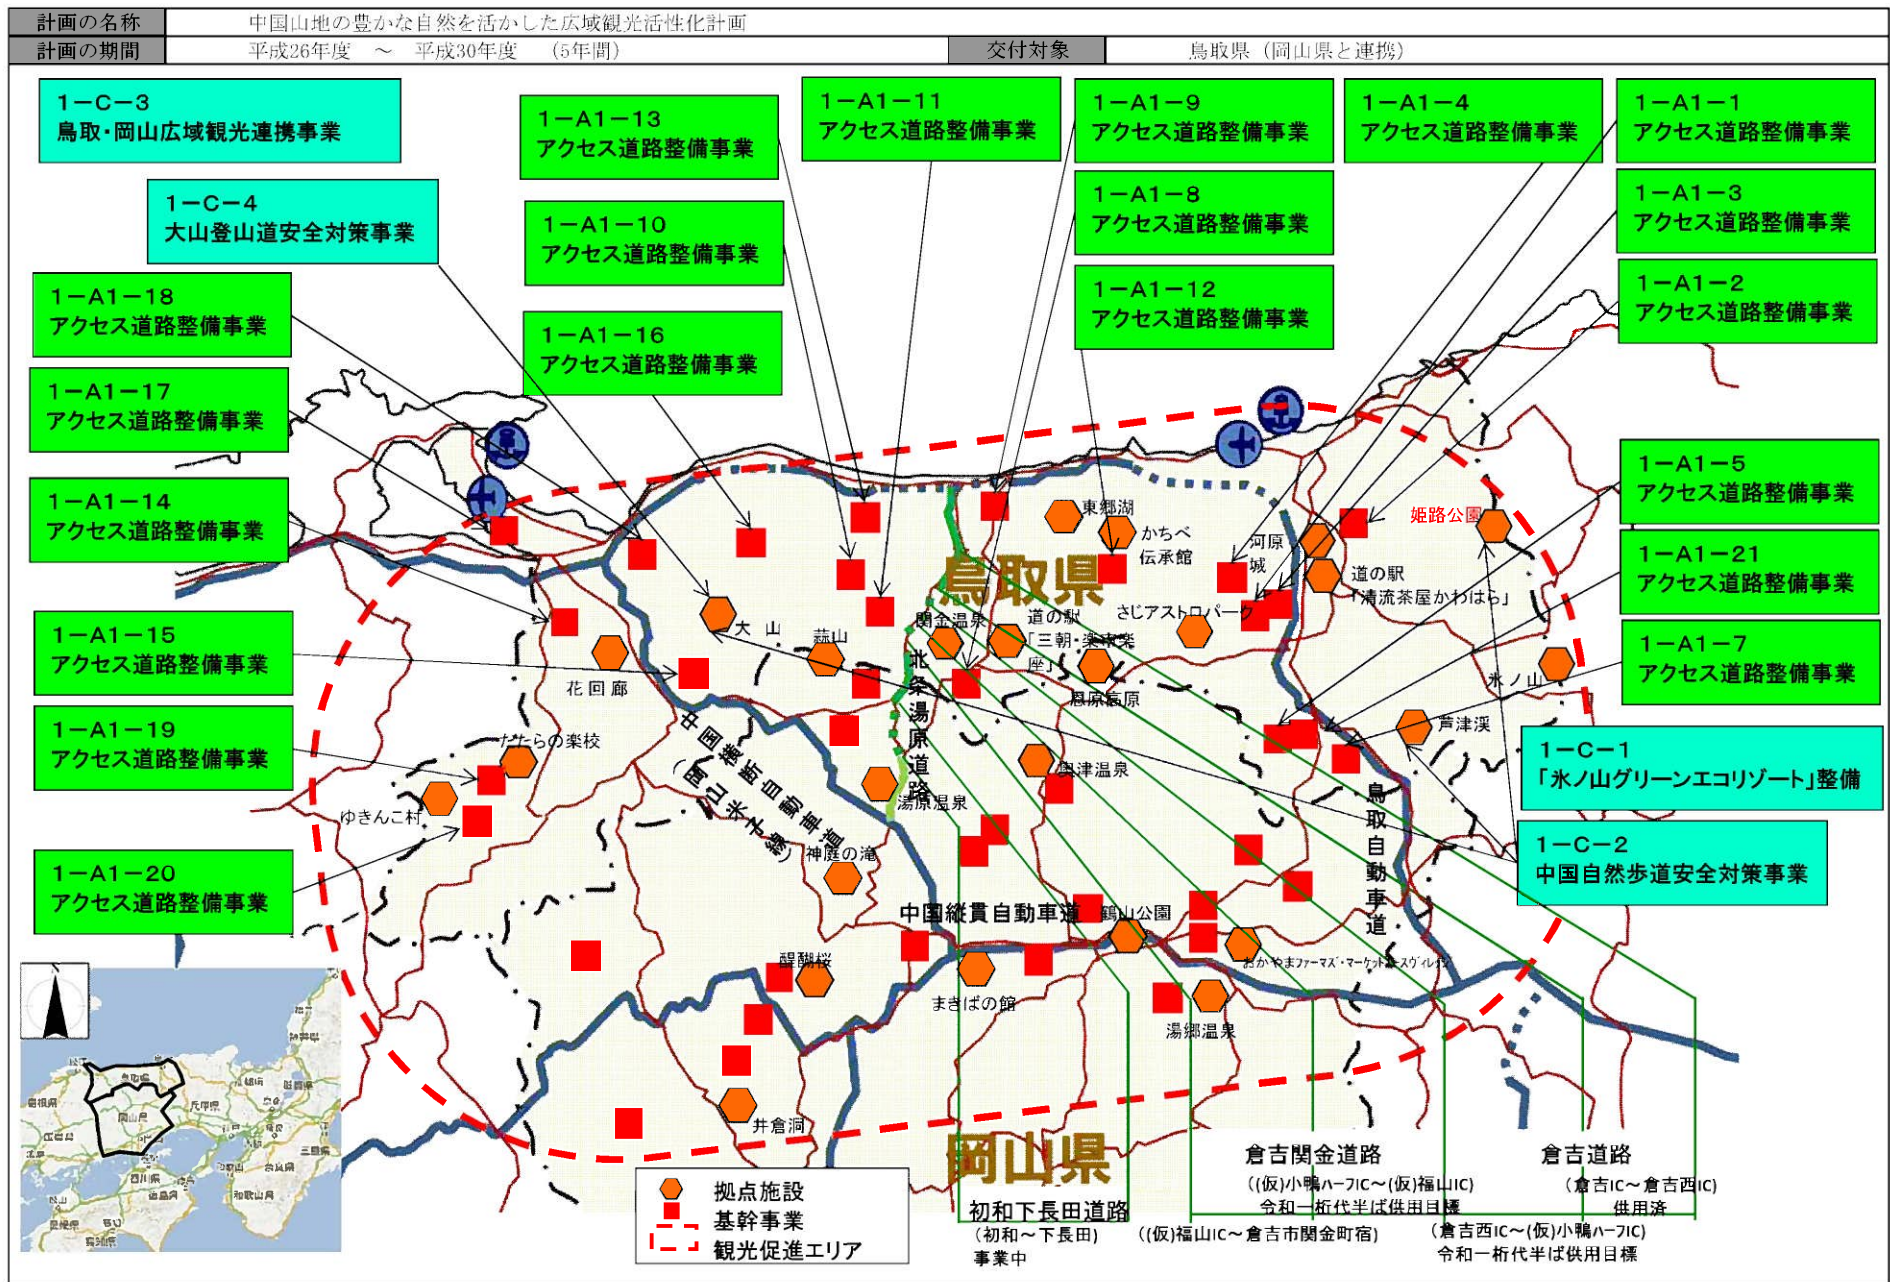 計画の名称
中国山地の豊かな自然を活かした広域観光活性化計画
計画の期間
平成26年度 ～ 平成30年度 (5年間)
交付対象
鳥取県(岡山県と連携)
1-C-3
鳥取・岡山広域観光連携事業
1-C-4
大山登山道安全対策事業
1-A1-13
アクセス道路整備事業
1-A1-11
アクセス道路整備事業
1-A1-9
アクセス道路整備事業
1-A1-4
アクセス道路整備事業
1-A1-1
アクセス道路整備事業
1-A1-10
アクセス道路整備事業
1-A1-8
アクセス道路整備事業
1-A1-3
アクセス道路整備事業
1-A1-18
アクセス道路整備事業
1-A1-16
アクセス道路整備事業
1-A1-12
アクセス道路整備事業
1-A1-2
アクセス道路整備事業
1-A1-17
アクセス道路整備事業
1-A1-14
アクセス道路整備事業
1-A1-5
アクセス道路整備事業
1-A1-21
アクセス道路整備事業
1-A1-15
アクセス道路整備事業
1-A1-7
アクセス道路整備事業
1-A1-19
アクセス道路整備事業
1-C-1
「氷ノ山グリーンエコリゾート」整備
1-A1-20
アクセス道路整備事業
1-C-2
中国自然歩道安全対策事業
東郷湖
かちべ
伝承館
姫路公園
河原
城
道の駅
「清流茶屋かわはら」
鳥取県
さじアストロパーク
関金温泉
道の駅
「三朝・楽市楽
座」
大山
蒜山
花回廊
恩原高原
氷ノ山
芦津渓
北条湯原道路
中国横断自動車道
(岡山米子線)
たたらの楽校
ゆきんこ村
奥津温泉
湯原温泉
鳥取自動車道
神庭の滝
中国縦貫自動車道
鶴山公園
醍醐桜
まきばの館
おかやまファーマーズ・マーケットノースヴィレッジ
湯郷温泉
井倉洞
岡山県
拠点施設
基幹事業
観光促進エリア
初和下長田道路
(初和～下長田)
事業中
倉吉関金道路
((仮)小鴨ハーフIC～(仮)福山IC)
令和一桁代半ば供用目標
((仮)福山IC～倉吉市関金町宿)
倉吉道路
(倉吉IC～倉吉西IC)
供用済
(倉吉西IC～(仮)小鴨ハーフIC)
令和一桁代半ば供用目標